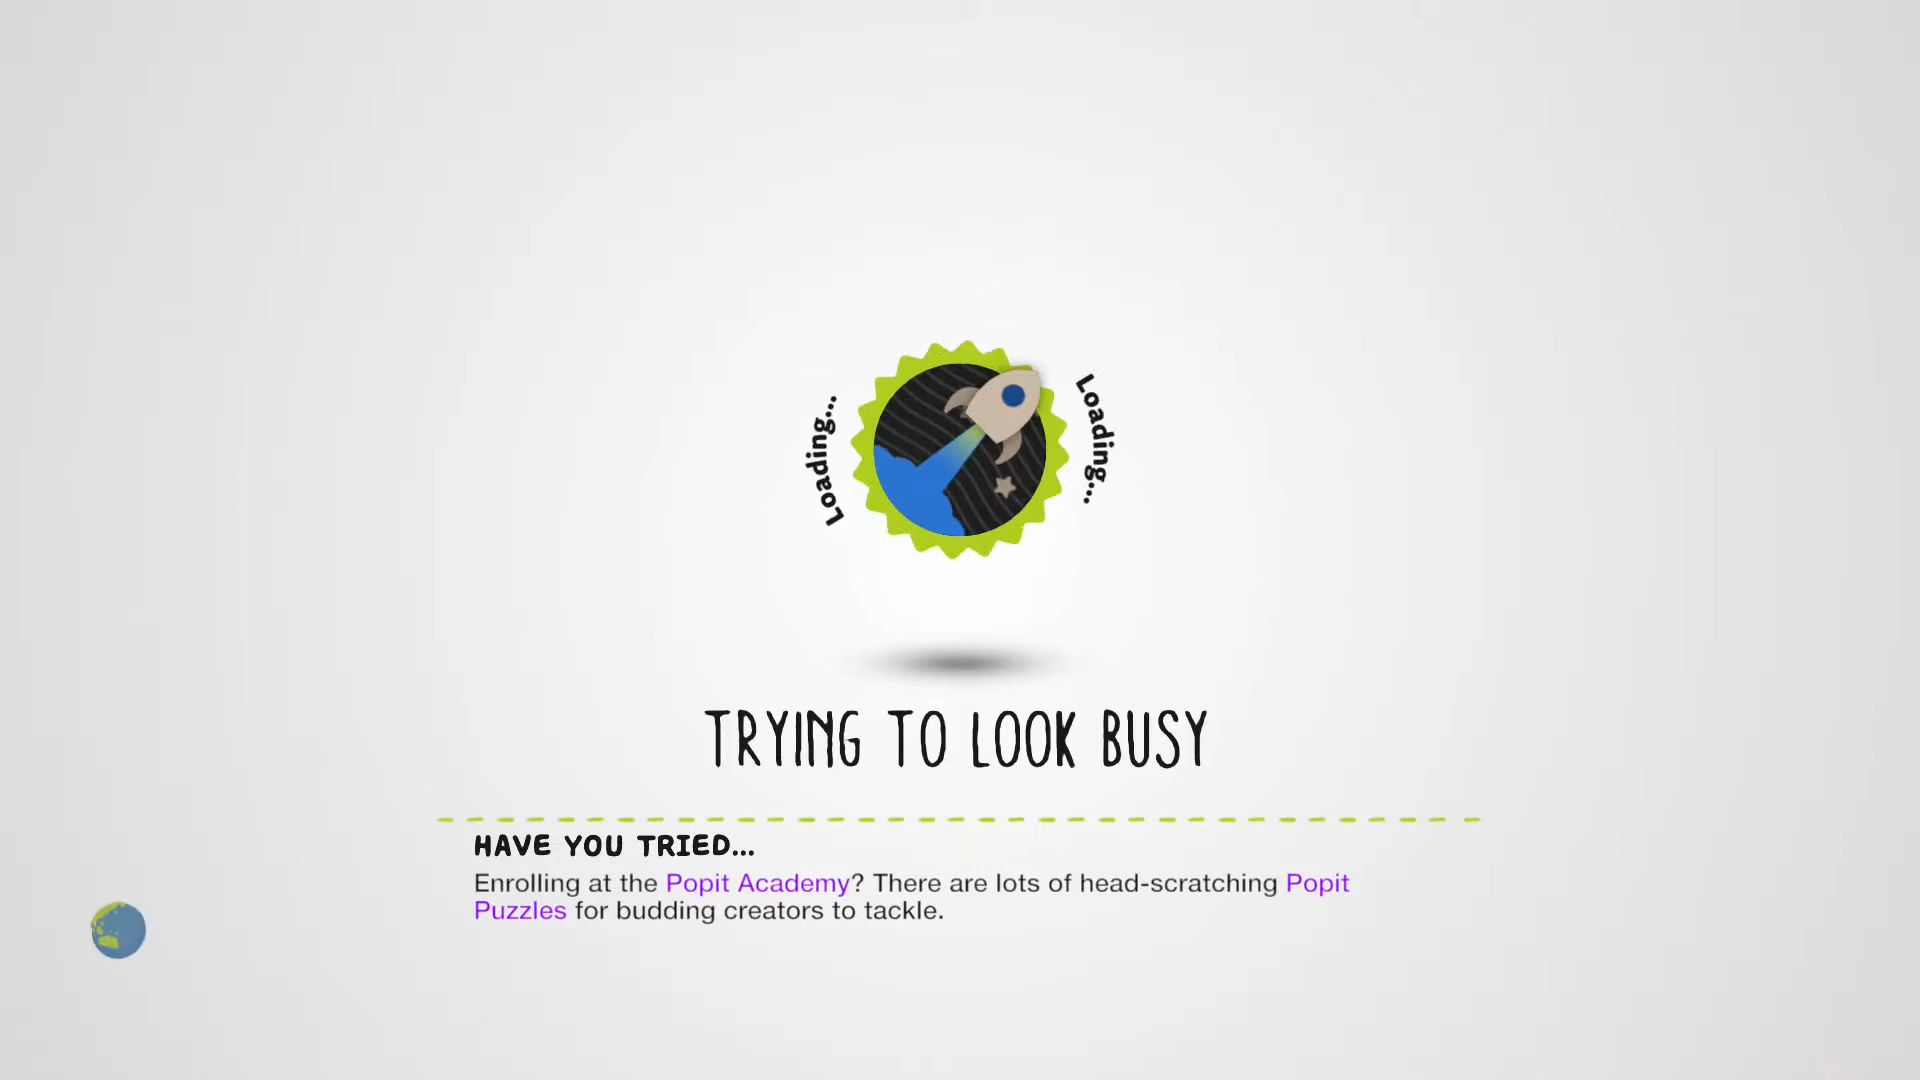 Loading...
Loading...
TRYING TO LOOK BUSY
HAVE YOU TRIED...
Enrolling at the Popit Academy? There are lots of head-scratching Popit
Puzzles for budding creators to tackle.